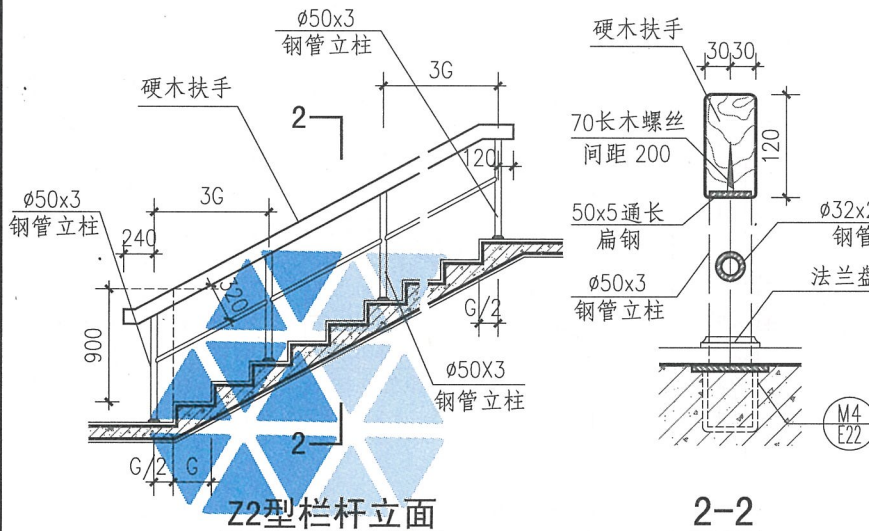 ø50x3
钢管立柱
3G
硬木扶手
2
120
ø50x3
钢管立柱
3G
240
320
900
G/2
ø50X3
钢管立柱
2
G/2
G
Z2型栏杆立面
硬木扶手
30 30
70长木螺丝
间距 200
120
50x5通长
扁钢
ø32x2
钢管
ø50x3
钢管立柱
法兰盘
M4
E22
2-2